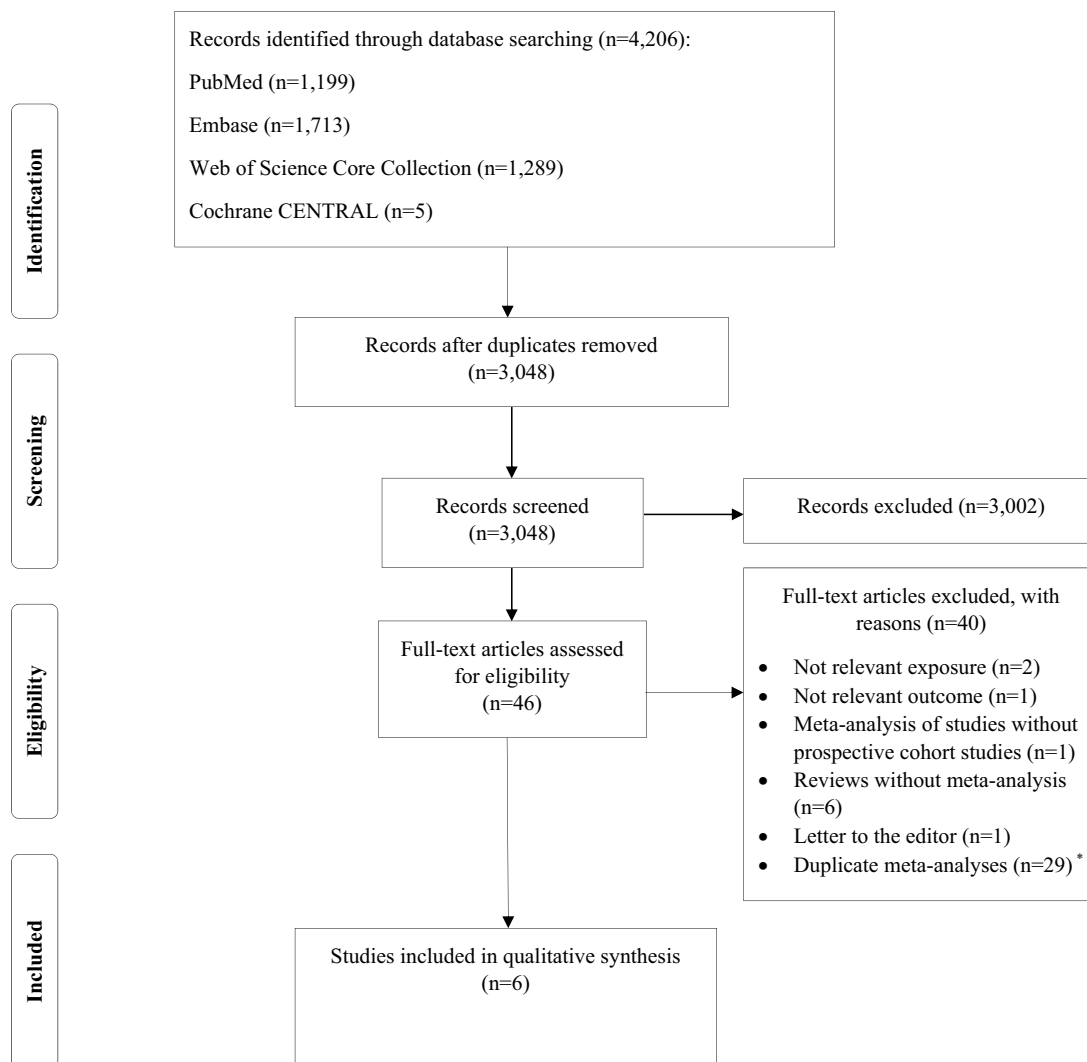 Identification
Screening
Eligibility
Included
Records identified through database searching (n=4,206):
PubMed (n=1,199)
Embase (n=1,713)
Web of Science Core Collection (n=1,289)
Cochrane CENTRAL (n=5)
Records after duplicates removed
(n=3,048)
Records screened
(n=3,048)
Records excluded (n=3,002)
Full-text articles assessed
for eligibility
(n=46)
Full-text articles excluded, with
reasons (n=40)
• Not relevant exposure (n=2)
• Not relevant outcome (n=1)
• Meta-analysis of studies without
prospective cohort studies (n=1)
• Reviews without meta-analysis
(n=6)
• Letter to the editor (n=1)
• Duplicate meta-analyses (n=29) *
Studies included in qualitative synthesis
(n=6)